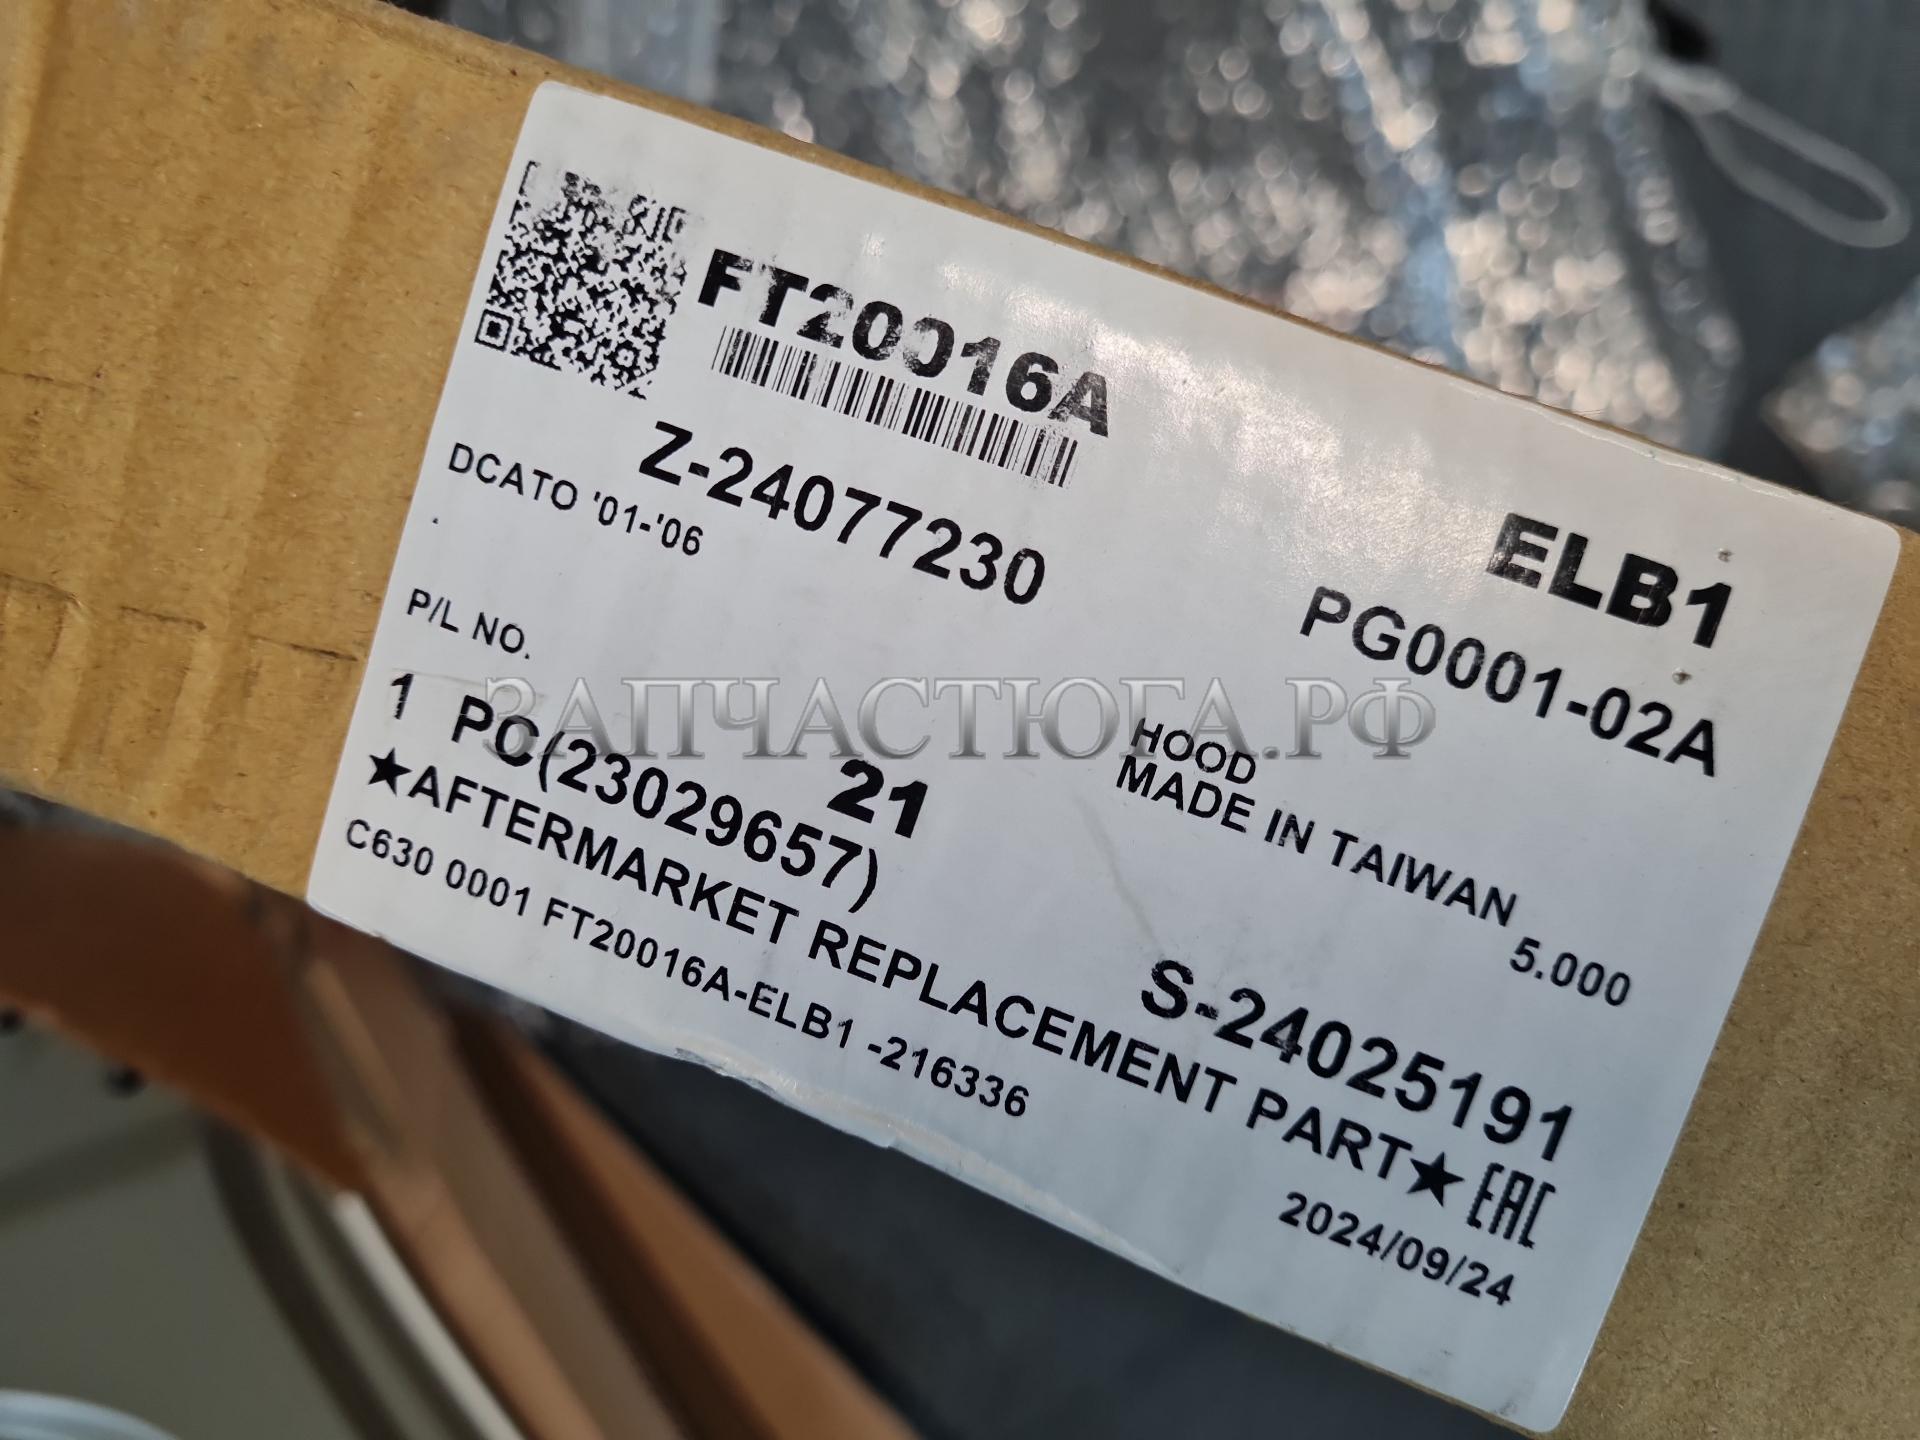 FT20016A
ELB1
Z-24077230
PG0001-02A
DCATO '01-'06
HOOD
P/L NO.
MADE IN TAIWAN
21
5.000
1 PC(23029657)
S-24025191
★AFTERMARKET REPLACEMENT PART★ EAC
C630 0001 FT20016A-ELB1 -216336
2024/09/24
ЗАПЧАСТЮГА.РФ